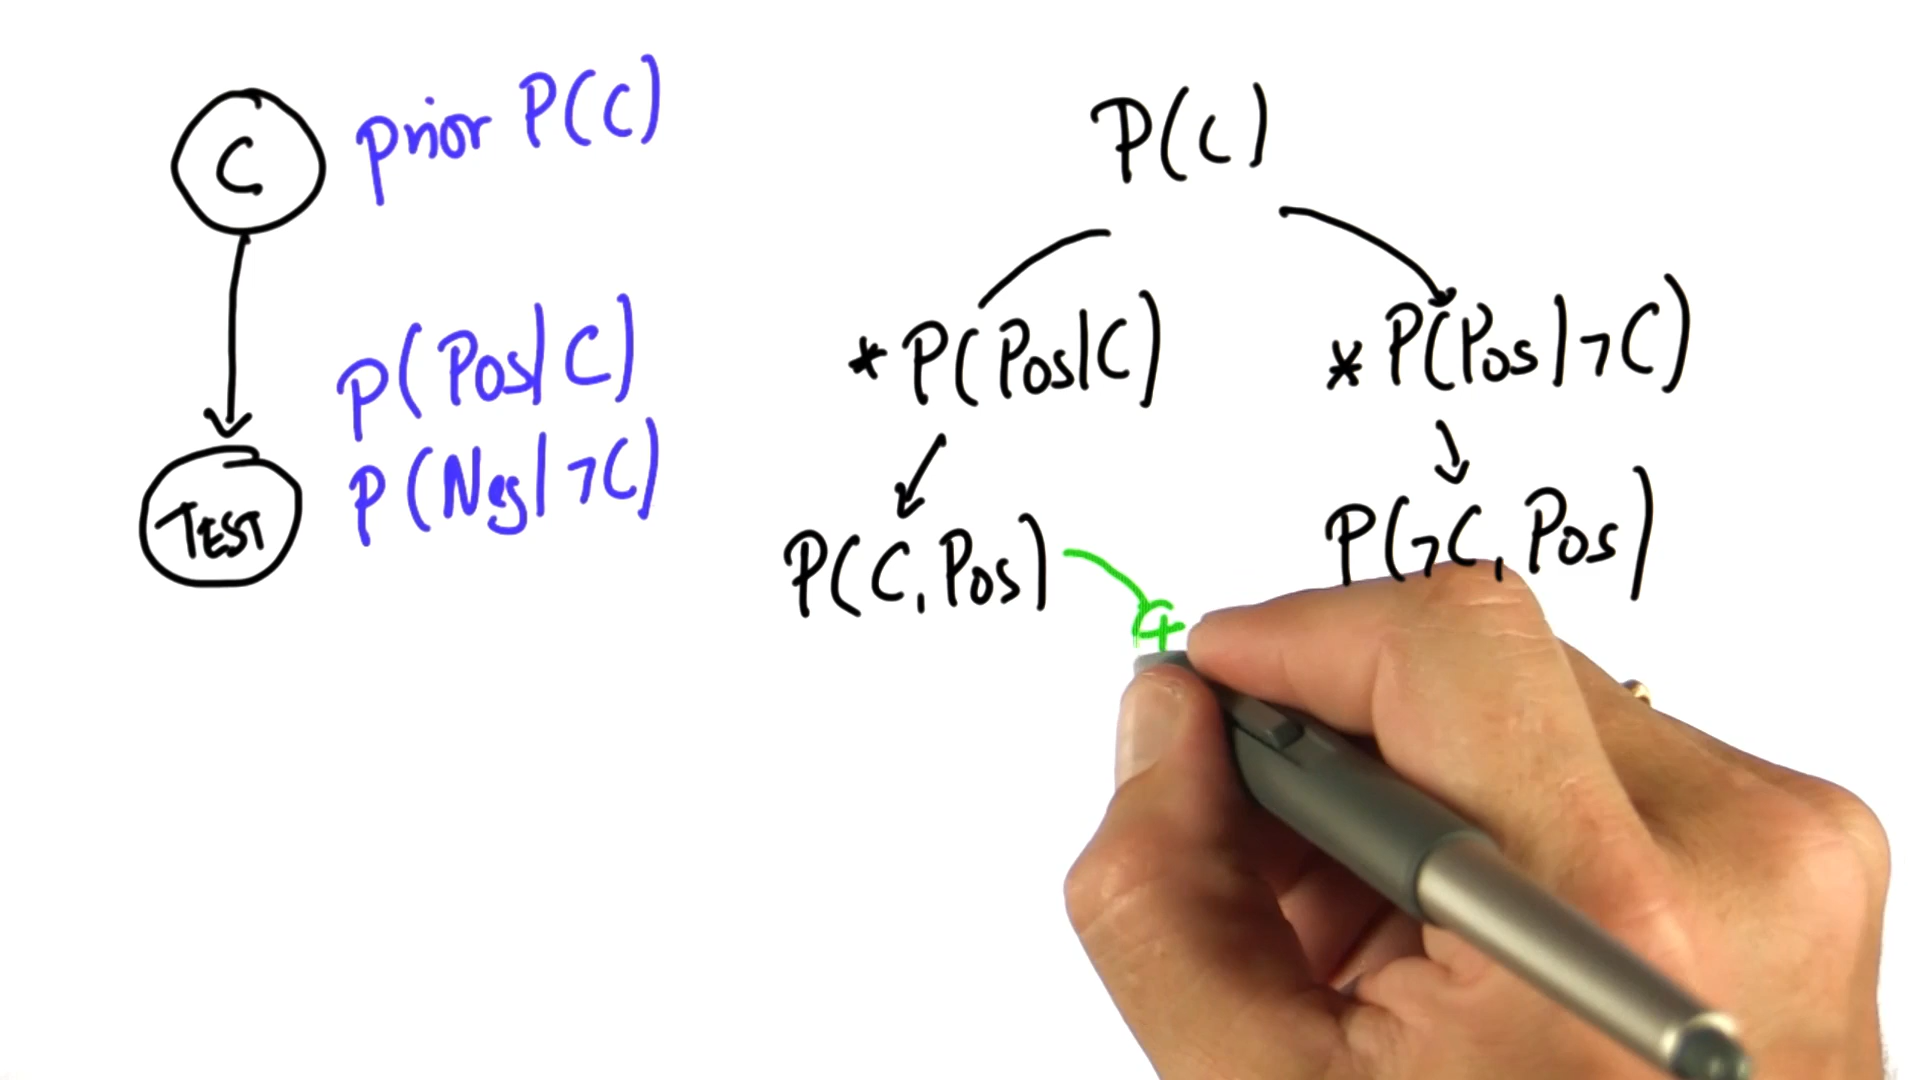 C
prior P(C)
P(Pos|C)
P(Neg|¬C)
TEST
P(C)
* P(Pos|C)
* P(Pos|¬C)
P(C, Pos)
P(¬C, Pos)
+